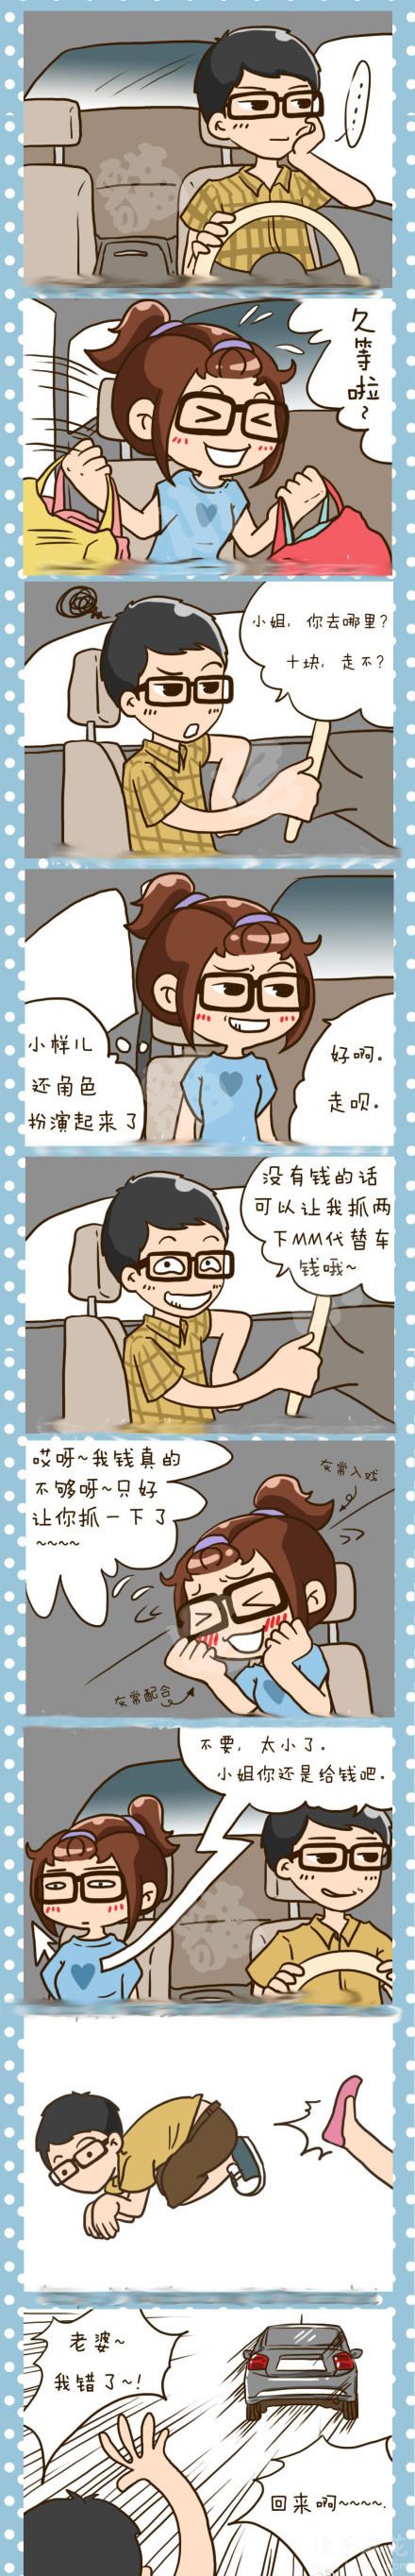 ......
久
等
啦
~
小姐，你去哪里？
十块，走不？
小样儿
还角色
扮演起来了
好啊。
走呗。
没有钱的话
可以让我抓两
下MM代替车
钱哦~
哎呀~我钱真的
不够呀~只好
让你抓一下了
~~~~
灰常入戏
灰常配合
不要，太小了。
小姐你还是给钱吧。
老婆~
我错了~！
回来啊~~~~.